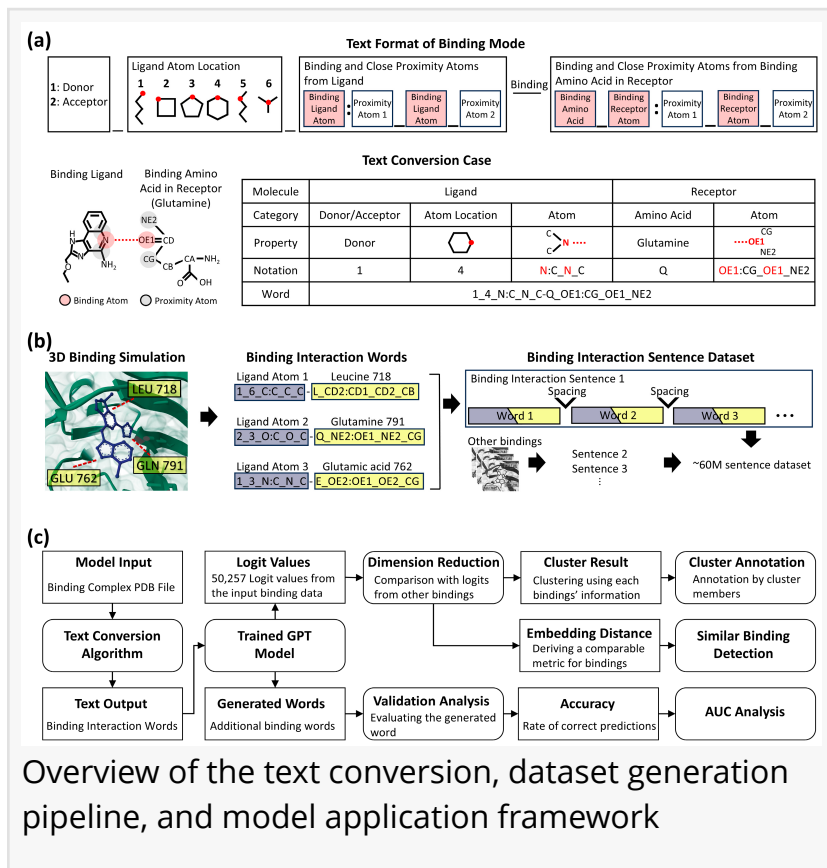 (a)
Text Format of Binding Mode
1: Donor
2: Acceptor
Ligand Atom Location
1 2 3 4 5 6
Binding and Close Proximity Atoms
from Ligand
Binding
Ligand
Atom
:
Proximity
Atom 1
Binding
Ligand
Atom
Proximity
Atom 2
Binding
Binding and Close Proximity Atoms from Binding
Amino Acid in Receptor
Binding
Amino
Acid
Binding
Receptor
Atom
:
Proximity
Atom 1
Binding
Receptor
Atom
Proximity
Atom 2
Text Conversion Case
Binding Ligand
Binding Amino
Acid in Receptor
(Glutamine)
NE2
OE1
CD
CG
CB
CA
NH2
O
OH
HN
N
N
N
NH2
O
Binding Atom
Proximity Atom
Molecule Ligand Receptor
Category Donor/Acceptor Atom Location Atom Amino Acid Atom
Property Donor C N C Glutamine CG OE1 NE2
Notation 1 4 N:C_N_C Q OE1:CG_OE1_NE2
Word 1_4_N:C_N_C-Q_OE1:CG_OE1_NE2
(b)
3D Binding Simulation
LEU 718
GLN 791
GLU 762
Binding Interaction Words
Ligand Atom 1 Leucine 718
1_6_C:C_C_C - L_CD2:CD1_CD2_CB
Ligand Atom 2 Glutamine 791
2_3_O:C_O_C - Q_NE2:OE1_NE2_CG
Ligand Atom 3 Glutamic acid 762
1_3_N:C_N_C - E_OE2:OE1_OE2_CG
Binding Interaction Sentence Dataset
Binding Interaction Sentence 1
Spacing Spacing
Word 1 Word 2 Word 3 ...
Other bindings
Sentence 2
Sentence 3
⋮
~60M sentence dataset
(c)
Model Input
Binding Complex PDB File
Text Conversion
Algorithm
Text Output
Binding Interaction Words
Logit Values
50,257 Logit values from
the input binding data
Trained GPT
Model
Generated Words
Additional binding words
Dimension Reduction
Comparison with logits
from other bindings
Validation Analysis
Evaluating the generated
word
Cluster Result
Clustering using each
bindings' information
Embedding Distance
Deriving a comparable
metric for bindings
Accuracy
Rate of correct predictions
Cluster Annotation
Annotation by cluster
members
Similar Binding
Detection
AUC Analysis
Overview of the text conversion, dataset generation
pipeline, and model application framework